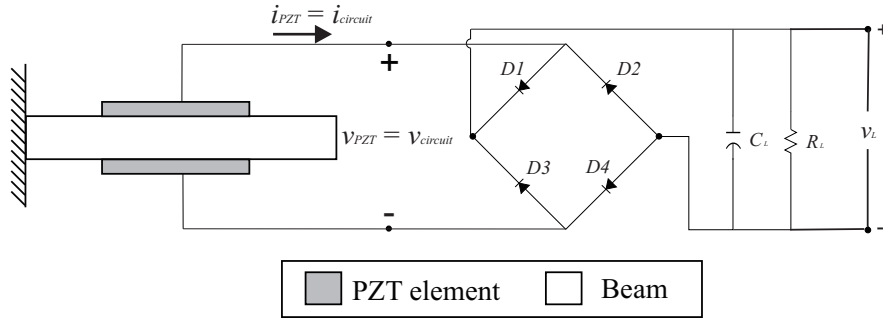 i_PZT = i_circuit
+
+
D1
D2
v_PZT = v_circuit
C_L
R_L
v_L
D3
D4
-
-
PZT element
Beam